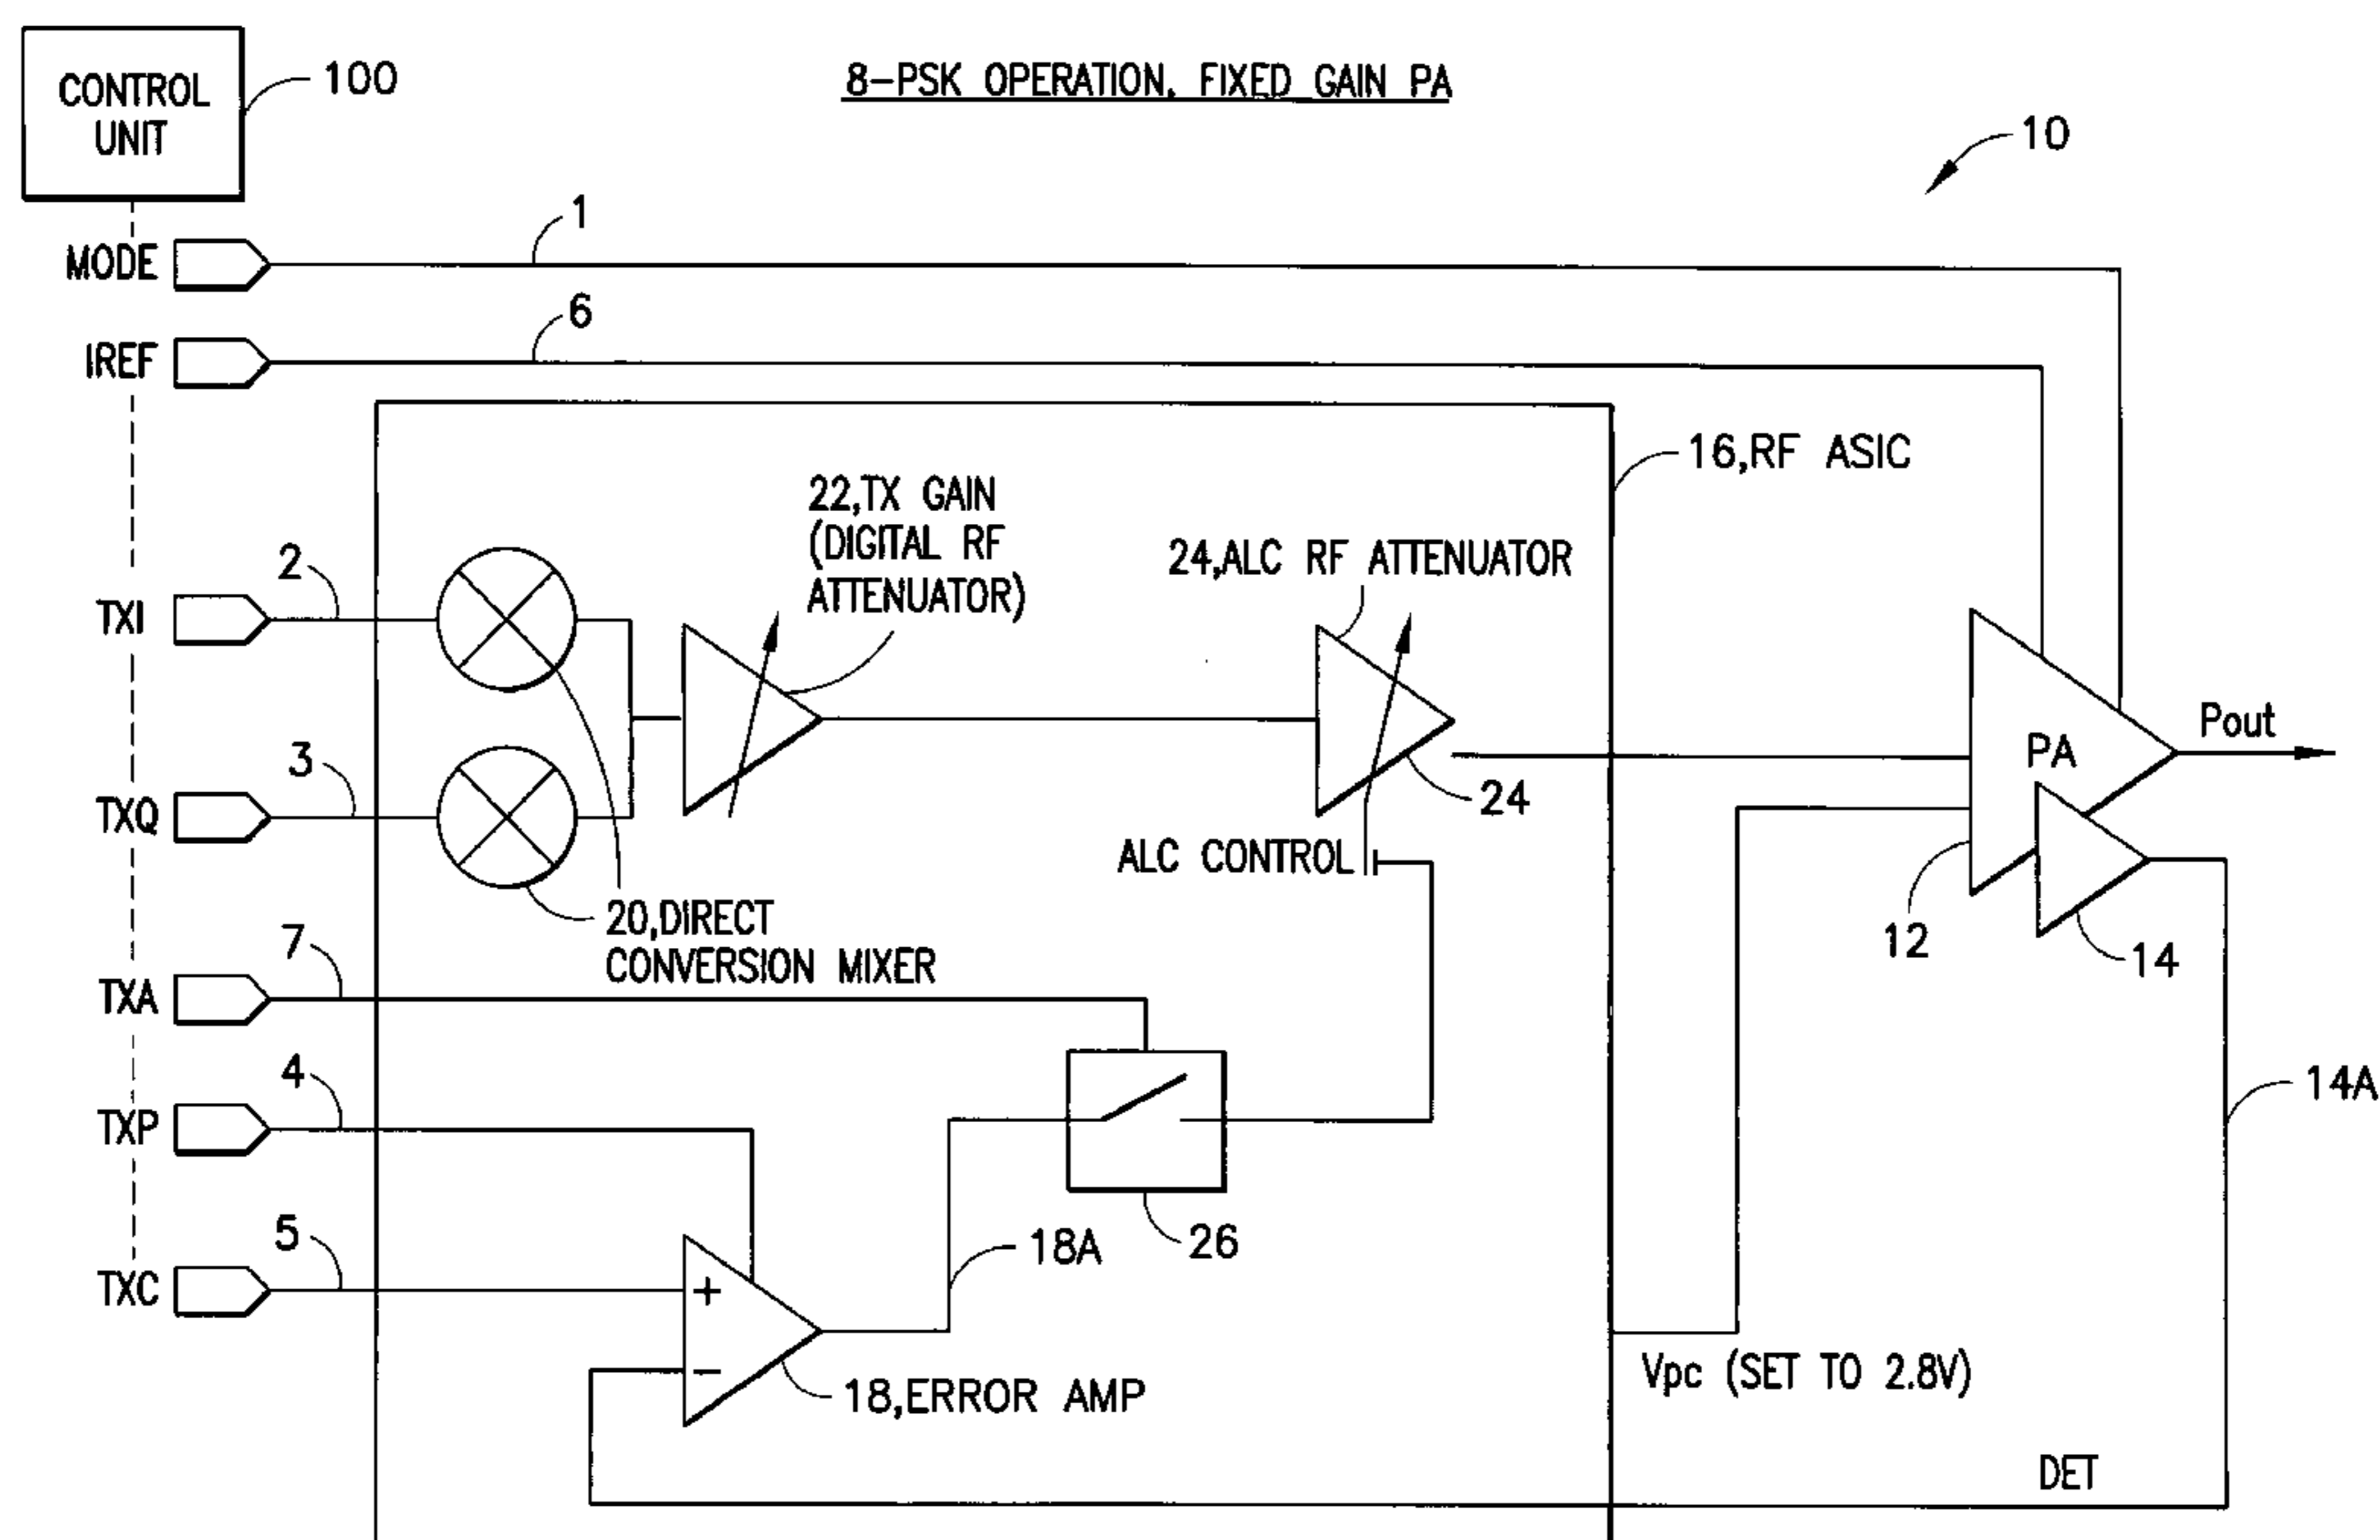 CONTROL
UNIT
100
8-PSK OPERATION, FIXED GAIN PA
10
MODE
1
IREF
6
16,RF ASIC
22,TX GAIN
(DIGITAL RF
ATTENUATOR)
24,ALC RF ATTENUATOR
TXI
2
Pout
PA
TXQ
3
24
ALC CONTROL
20,DIRECT
CONVERSION MIXER
12
14
TXA
7
TXP
4
14A
26
18A
TXC
5
+
−
18,ERROR AMP
Vpc (SET TO 2.8V)
DET